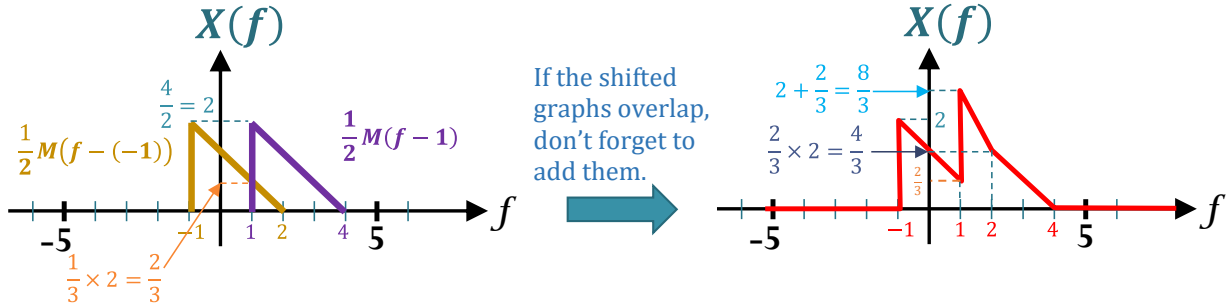 X(f)
4/2 = 2
1/2 M(f − (−1))
1/2 M(f − 1)
−5
−1
1
2
4
5
f
1/3 × 2 = 2/3
If the shifted
graphs overlap,
don’t forget to
add them.
X(f)
2 + 2/3 = 8/3
2
2/3 × 2 = 4/3
2/3
−5
−1
1
2
4
5
f